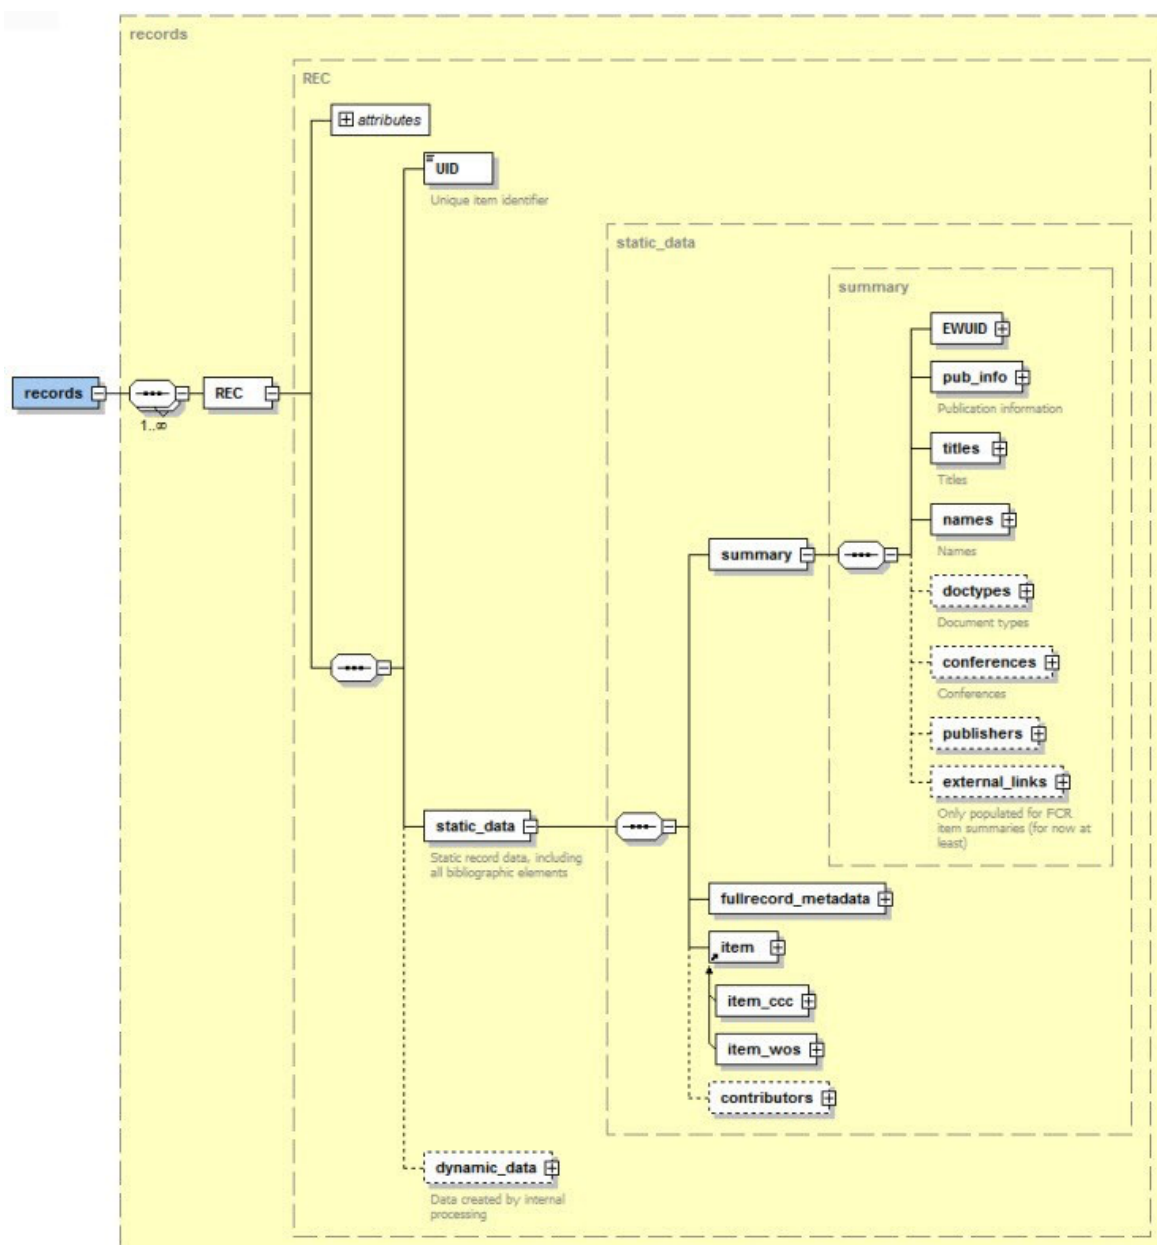 records
REC
attributes
UID
Unique item identifier
static_data
summary
EWUID
pub_info
Publication information
records
REC
1..∞
titles
Titles
names
Names
summary
doctypes
Document types
conferences
Conferences
publishers
external_links
Only populated for FCR
item summaries (for now at
least)
static_data
Static record data, including
all bibliographic elements
fullrecord_metadata
item
item_ccc
item_wos
contributors
dynamic_data
Data created by internal
processing